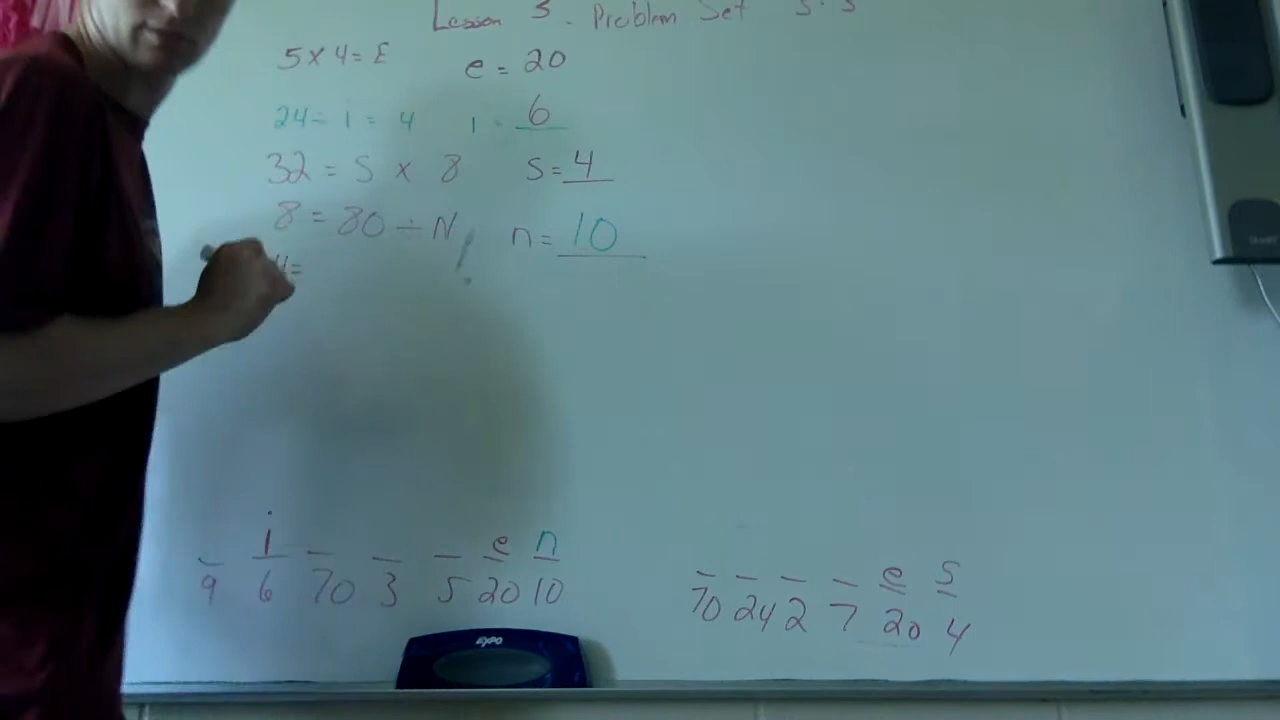 Lesson 3. Problem Set 3.3
5 x 4 = E e = 20
24 ÷ i = 4 i = 6
32 = S x 8 S = 4
8 = 80 ÷ N n = 10
i e n
9 6 70 3 5 20 10
e S
70 24 2 7 20 4
EXPO